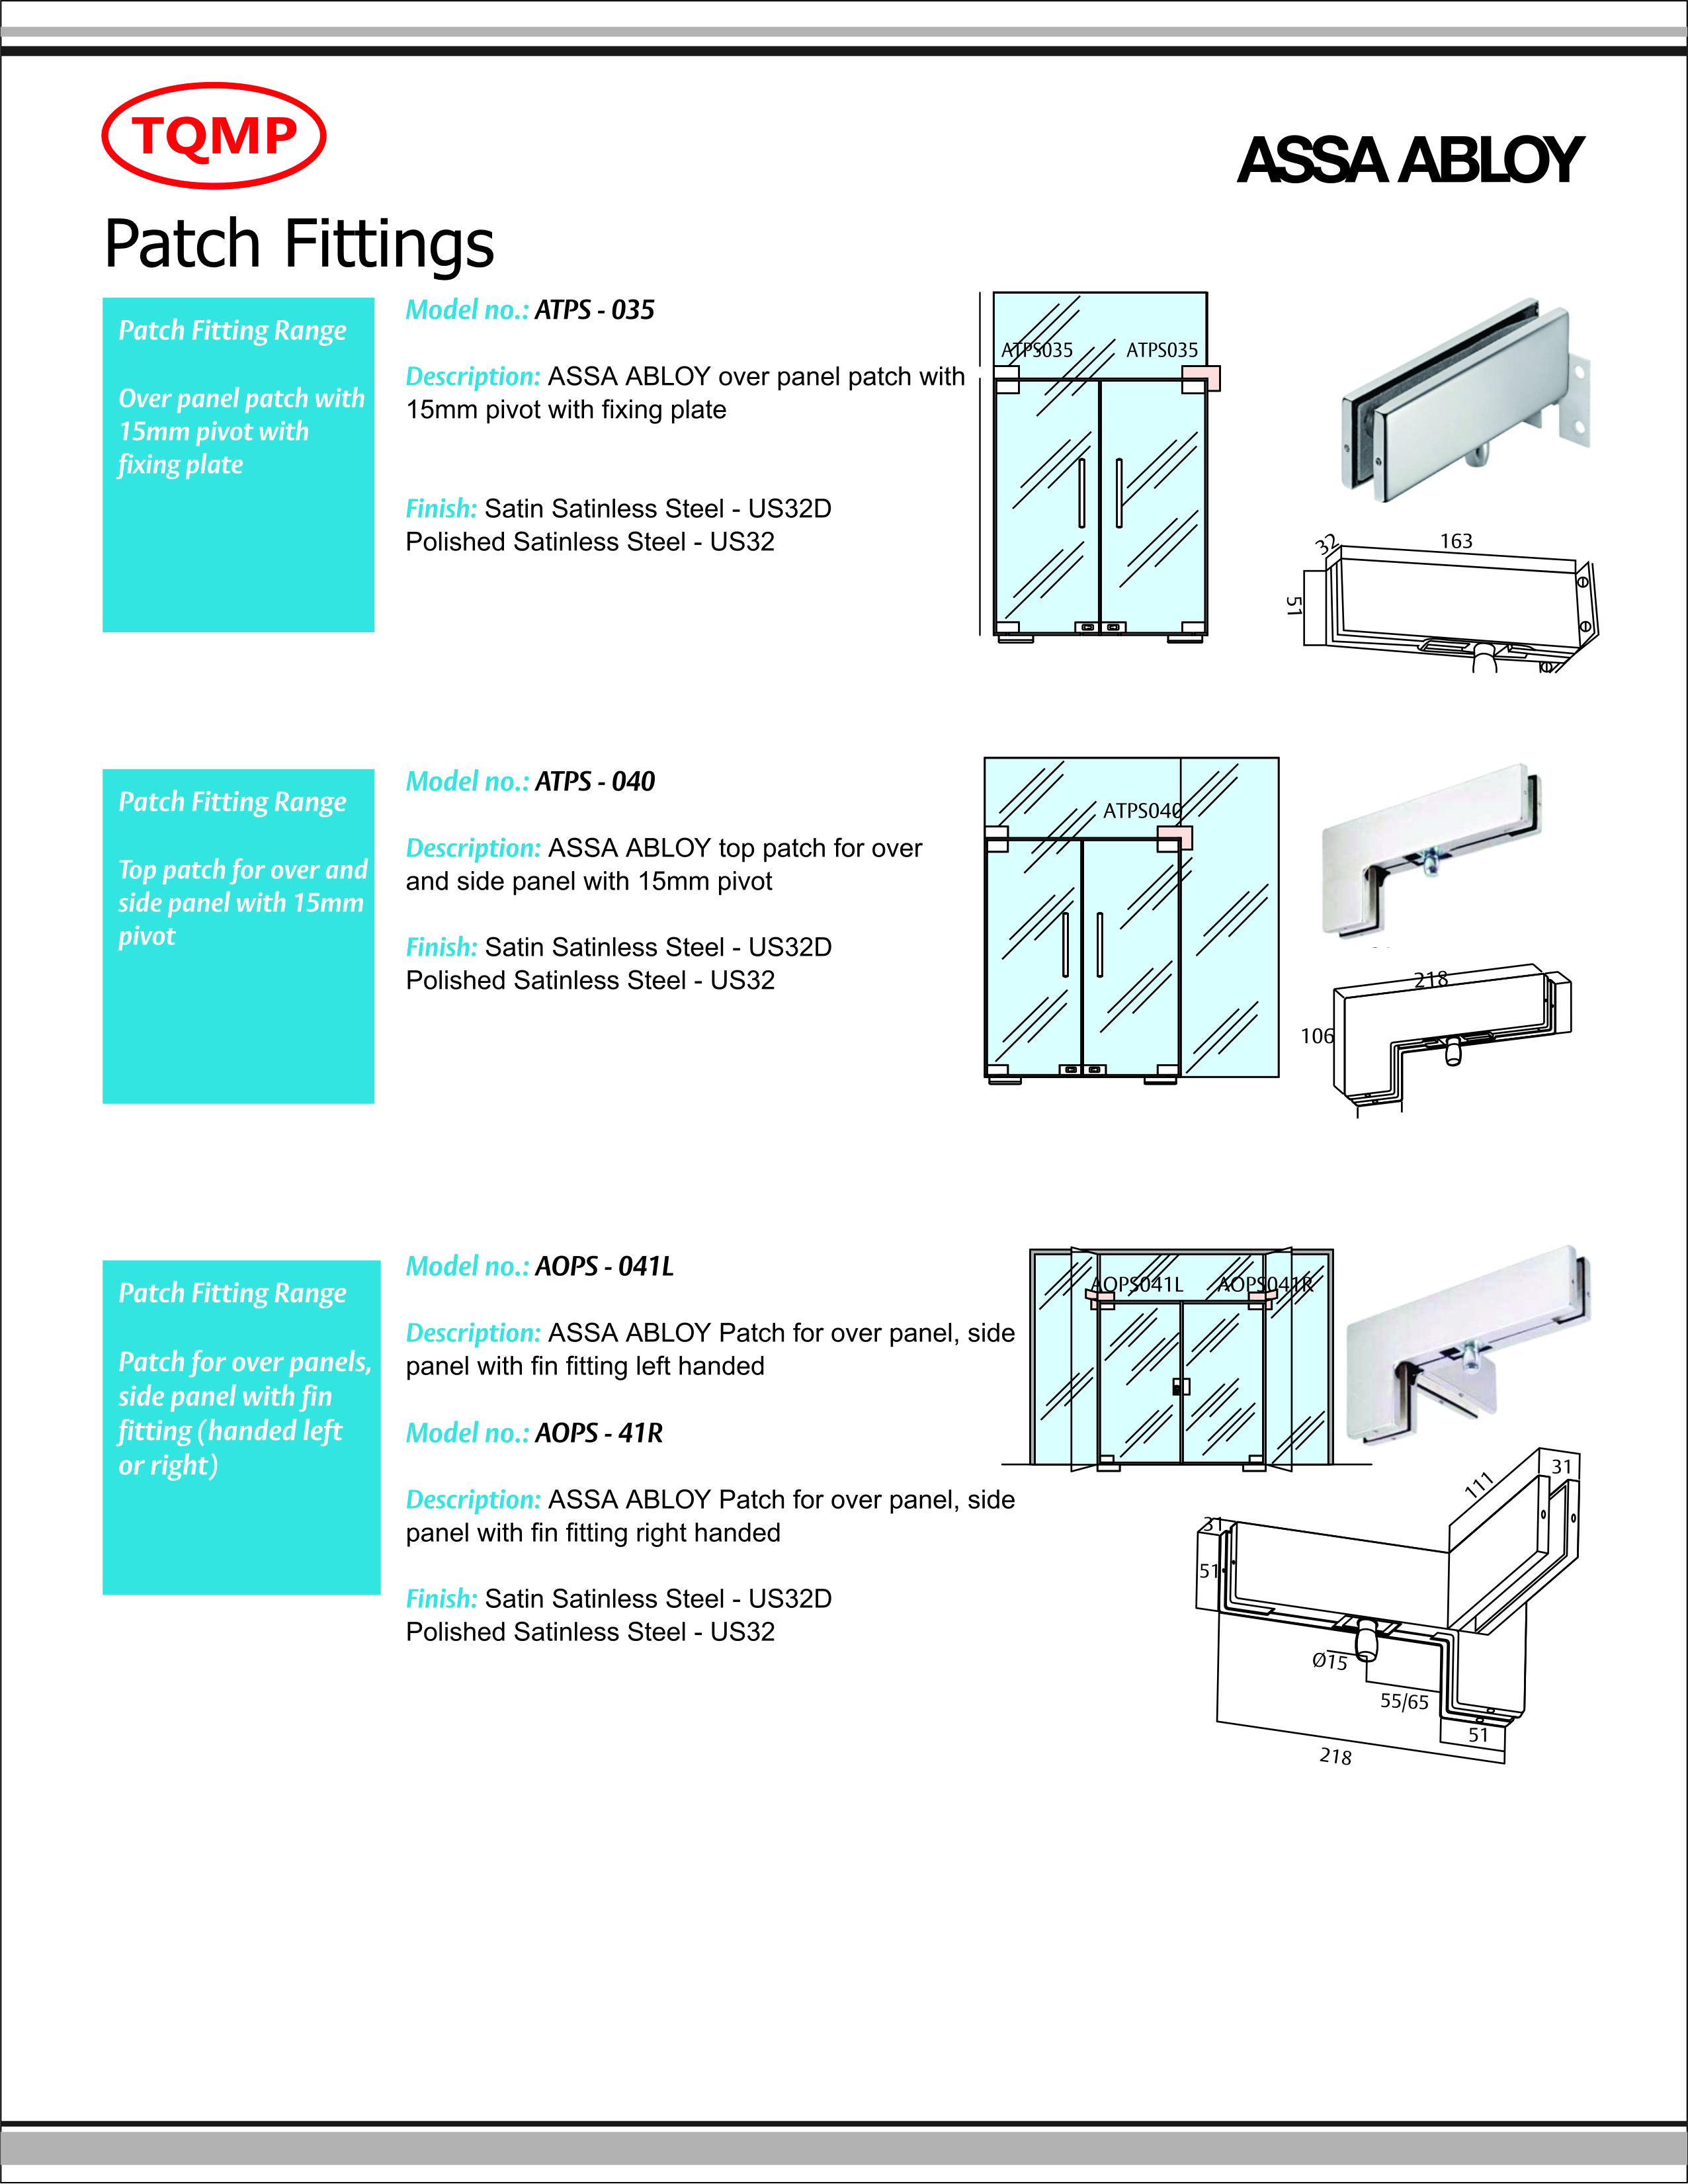 TQMP
ASSA ABLOY
Patch Fittings
Patch Fitting Range
Over panel patch with
15mm pivot with
fixing plate
Model no.: ATPS - 035
Description: ASSA ABLOY over panel patch with
15mm pivot with fixing plate
Finish: Satin Satinless Steel - US32D
Polished Satinless Steel - US32
ATPS035
ATPS035
32
163
51
Patch Fitting Range
Top patch for over and
side panel with 15mm
pivot
Model no.: ATPS - 040
Description: ASSA ABLOY top patch for over
and side panel with 15mm pivot
Finish: Satin Satinless Steel - US32D
Polished Satinless Steel - US32
ATPS040
218
106
Patch Fitting Range
Patch for over panels,
side panel with fin
fitting (handed left
or right)
Model no.: AOPS - 041L
Description: ASSA ABLOY Patch for over panel, side
panel with fin fitting left handed
Model no.: AOPS - 41R
Description: ASSA ABLOY Patch for over panel, side
panel with fin fitting right handed
Finish: Satin Satinless Steel - US32D
Polished Satinless Steel - US32
AOPS041L
AOPS041R
111
31
31
51
Ø15
55/65
51
218